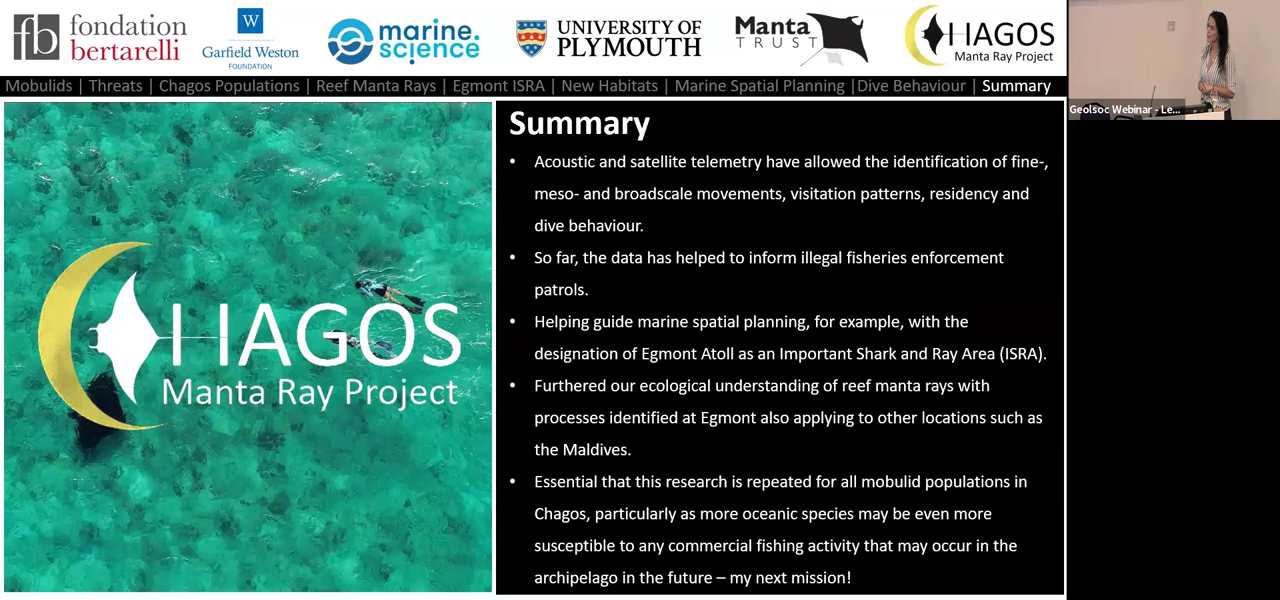 fb fondation bertarelli
W Garfield Weston FOUNDATION
marine.science
UNIVERSITY OF PLYMOUTH
Manta TRUST
CHAGOS Manta Ray Project
Mobulids | Threats | Chagos Populations | Reef Manta Rays | Egmont ISRA | New Habitats | Marine Spatial Planning |Dive Behaviour | Summary
Geolsoc Webinar - Le...
CHAGOS
Manta Ray Project
Summary
• Acoustic and satellite telemetry have allowed the identification of fine-,
meso- and broadscale movements, visitation patterns, residency and
dive behaviour.
• So far, the data has helped to inform illegal fisheries enforcement
patrols.
• Helping guide marine spatial planning, for example, with the
designation of Egmont Atoll as an Important Shark and Ray Area (ISRA).
• Furthered our ecological understanding of reef manta rays with
processes identified at Egmont also applying to other locations such as
the Maldives.
• Essential that this research is repeated for all mobulid populations in
Chagos, particularly as more oceanic species may be even more
susceptible to any commercial fishing activity that may occur in the
archipelago in the future – my next mission!